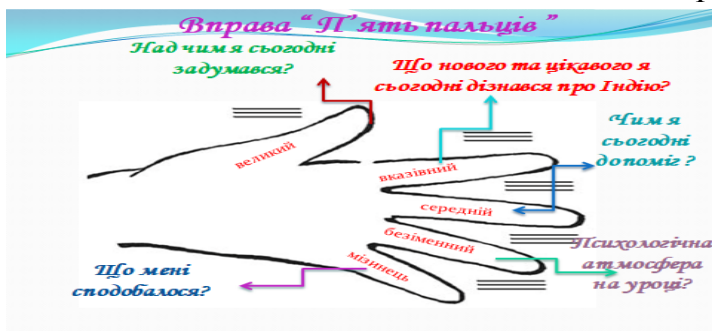 Вправа “ П’ять пальців ”
Над чим я сьогодні
задумався?
Що нового та цікавого я
сьогодні дізнався про Індію?
Чим я
сьогодні
допоміг ?
великий
вказівний
середній
безіменний
мізинець
Психологічна
атмосфера
на уроці?
Що мені
сподобалося?